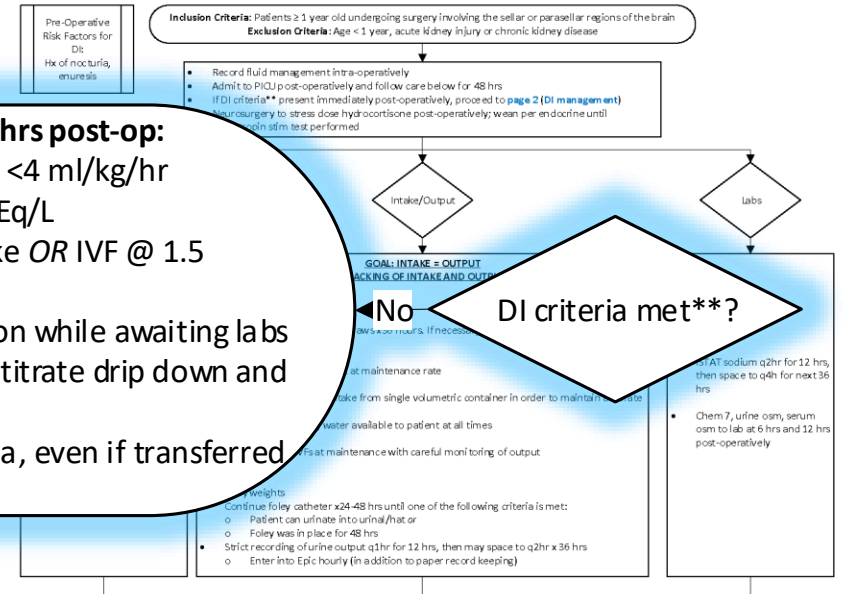 Pre-Operative
Risk Factors for
DI:
Hx of nocturia,
enuresis
Inclusion Criteria: Patients ≥ 1 year old undergoing surgery involving the sellar or parasellar regions of the brain
Exclusion Criteria: Age < 1 year, acute kidney injury or chronic kidney disease
• Record fluid management intra-operatively
• Admit to PICU post-operatively and follow care below for 48 hrs
• If DI criteria** present immediately post-operatively, proceed to page 2 (DI management)
Neurosurgery to stress dose hydrocortisone post-operatively; wean per endocrine until
stim test performed
hrs post-op:
<4 ml/kg/hr
Eq/L
OR IVF @ 1.5
on while awaiting labs
titrate drip down and
a, even if transferred
Intake/Output
Labs
GOAL: INTAKE = OUTPUT
OF INTAKE AND
No
DI criteria met**?
hours. If
at maintenance rate
from single volumetric container in order to maintain
water available to patient at all times
at maintenance with careful monitoring of output
weights
Continue foley catheter x24-48 hrs until one of the following criteria is met:
o Patient can urinate into urinal/hat or
o Foley was in place for 48 hrs
• Strict recording of urine output q1hr for 12 hrs, then may space to q2hr x 36 hrs
o Enter into Epic hourly (in addition to paper record keeping)
sodium q2hr for 12 hrs,
then space to q4h for next 36
hrs
• Chem 7, urine osm, serum
osm to lab at 6 hrs and 12 hrs
post-operatively